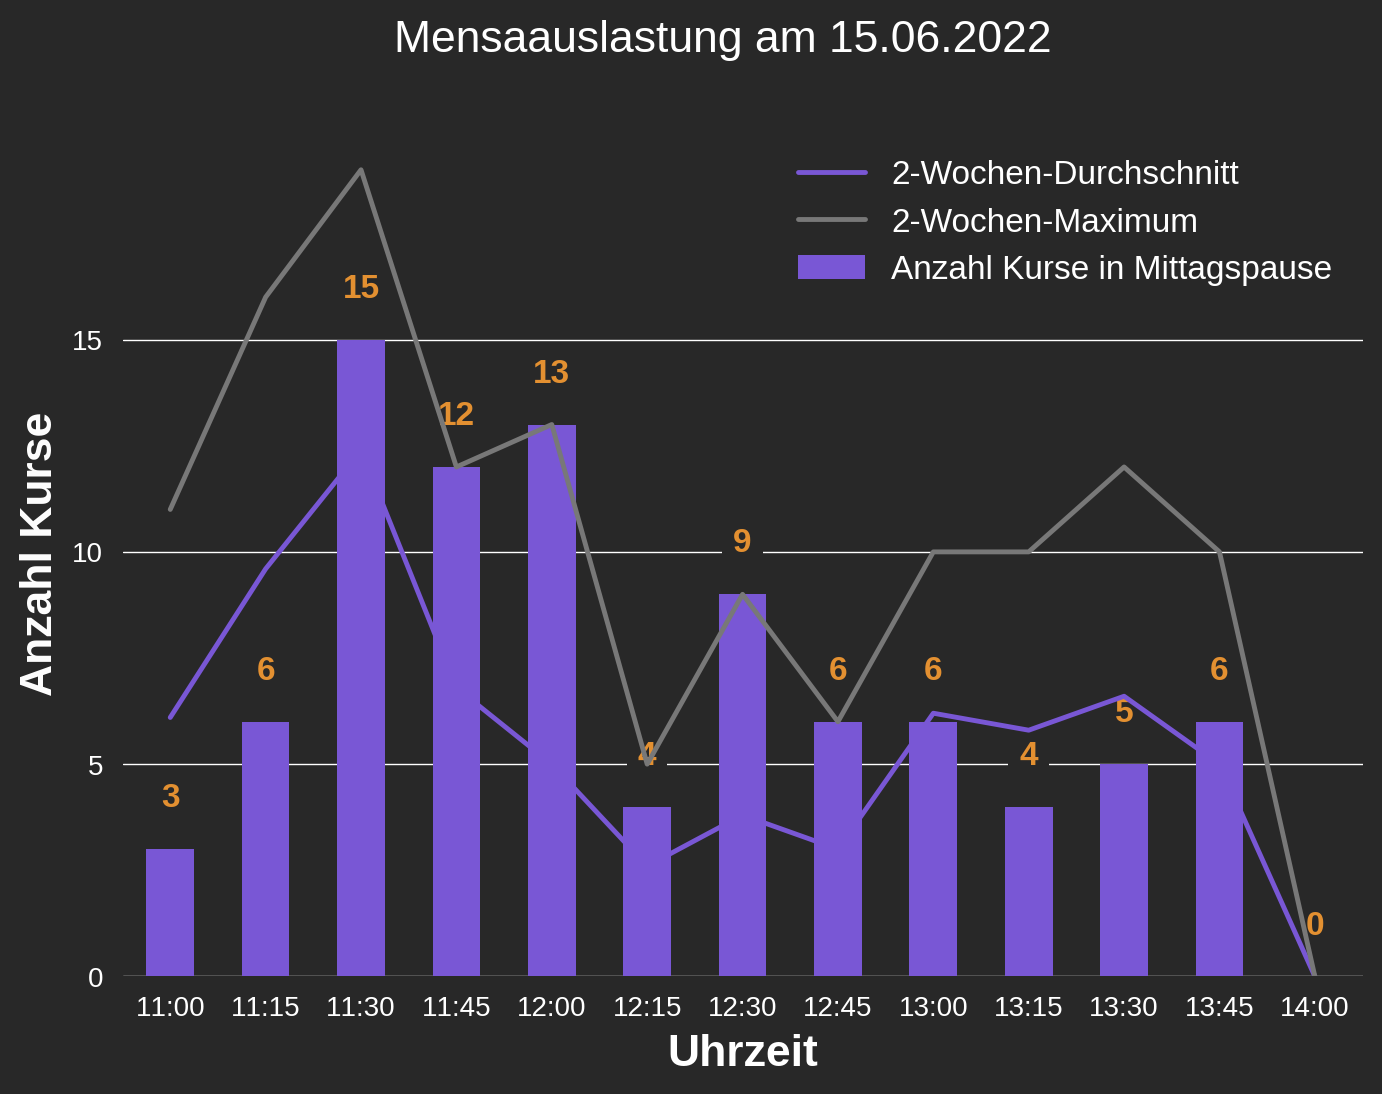 Mensaauslastung am 15.06.2022
2-Wochen-Durchschnitt
2-Wochen-Maximum
Anzahl Kurse in Mittagspause
15
13
12
15
9
10
6
6
6
6
5
4
4
5
3
0
0
Anzahl Kurse
11:00 11:15 11:30 11:45 12:00 12:15 12:30 12:45 13:00 13:15 13:30 13:45 14:00
Uhrzeit